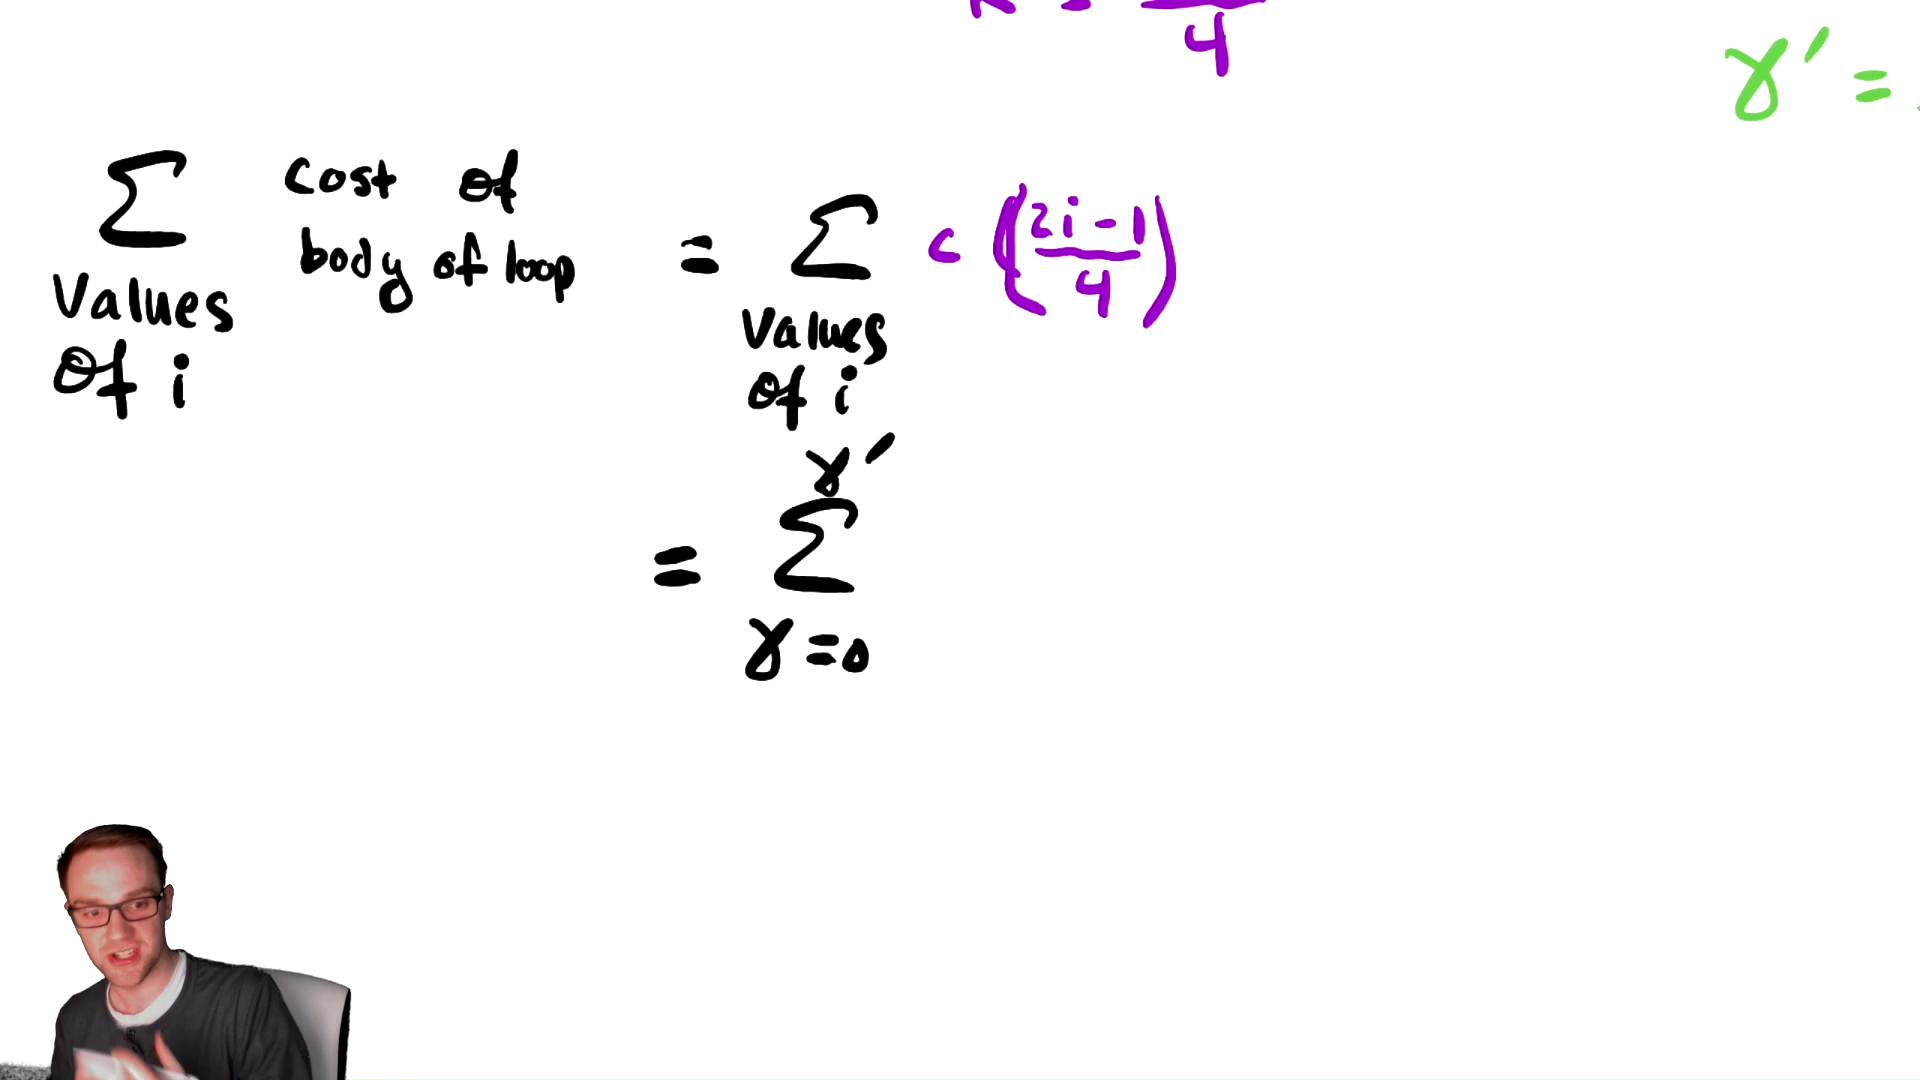 4
γ' =
Σ cost of
body of loop
Values
of i
= Σ c ((2i-1)/4)
Values
of i
γ'
= Σ
γ = 0